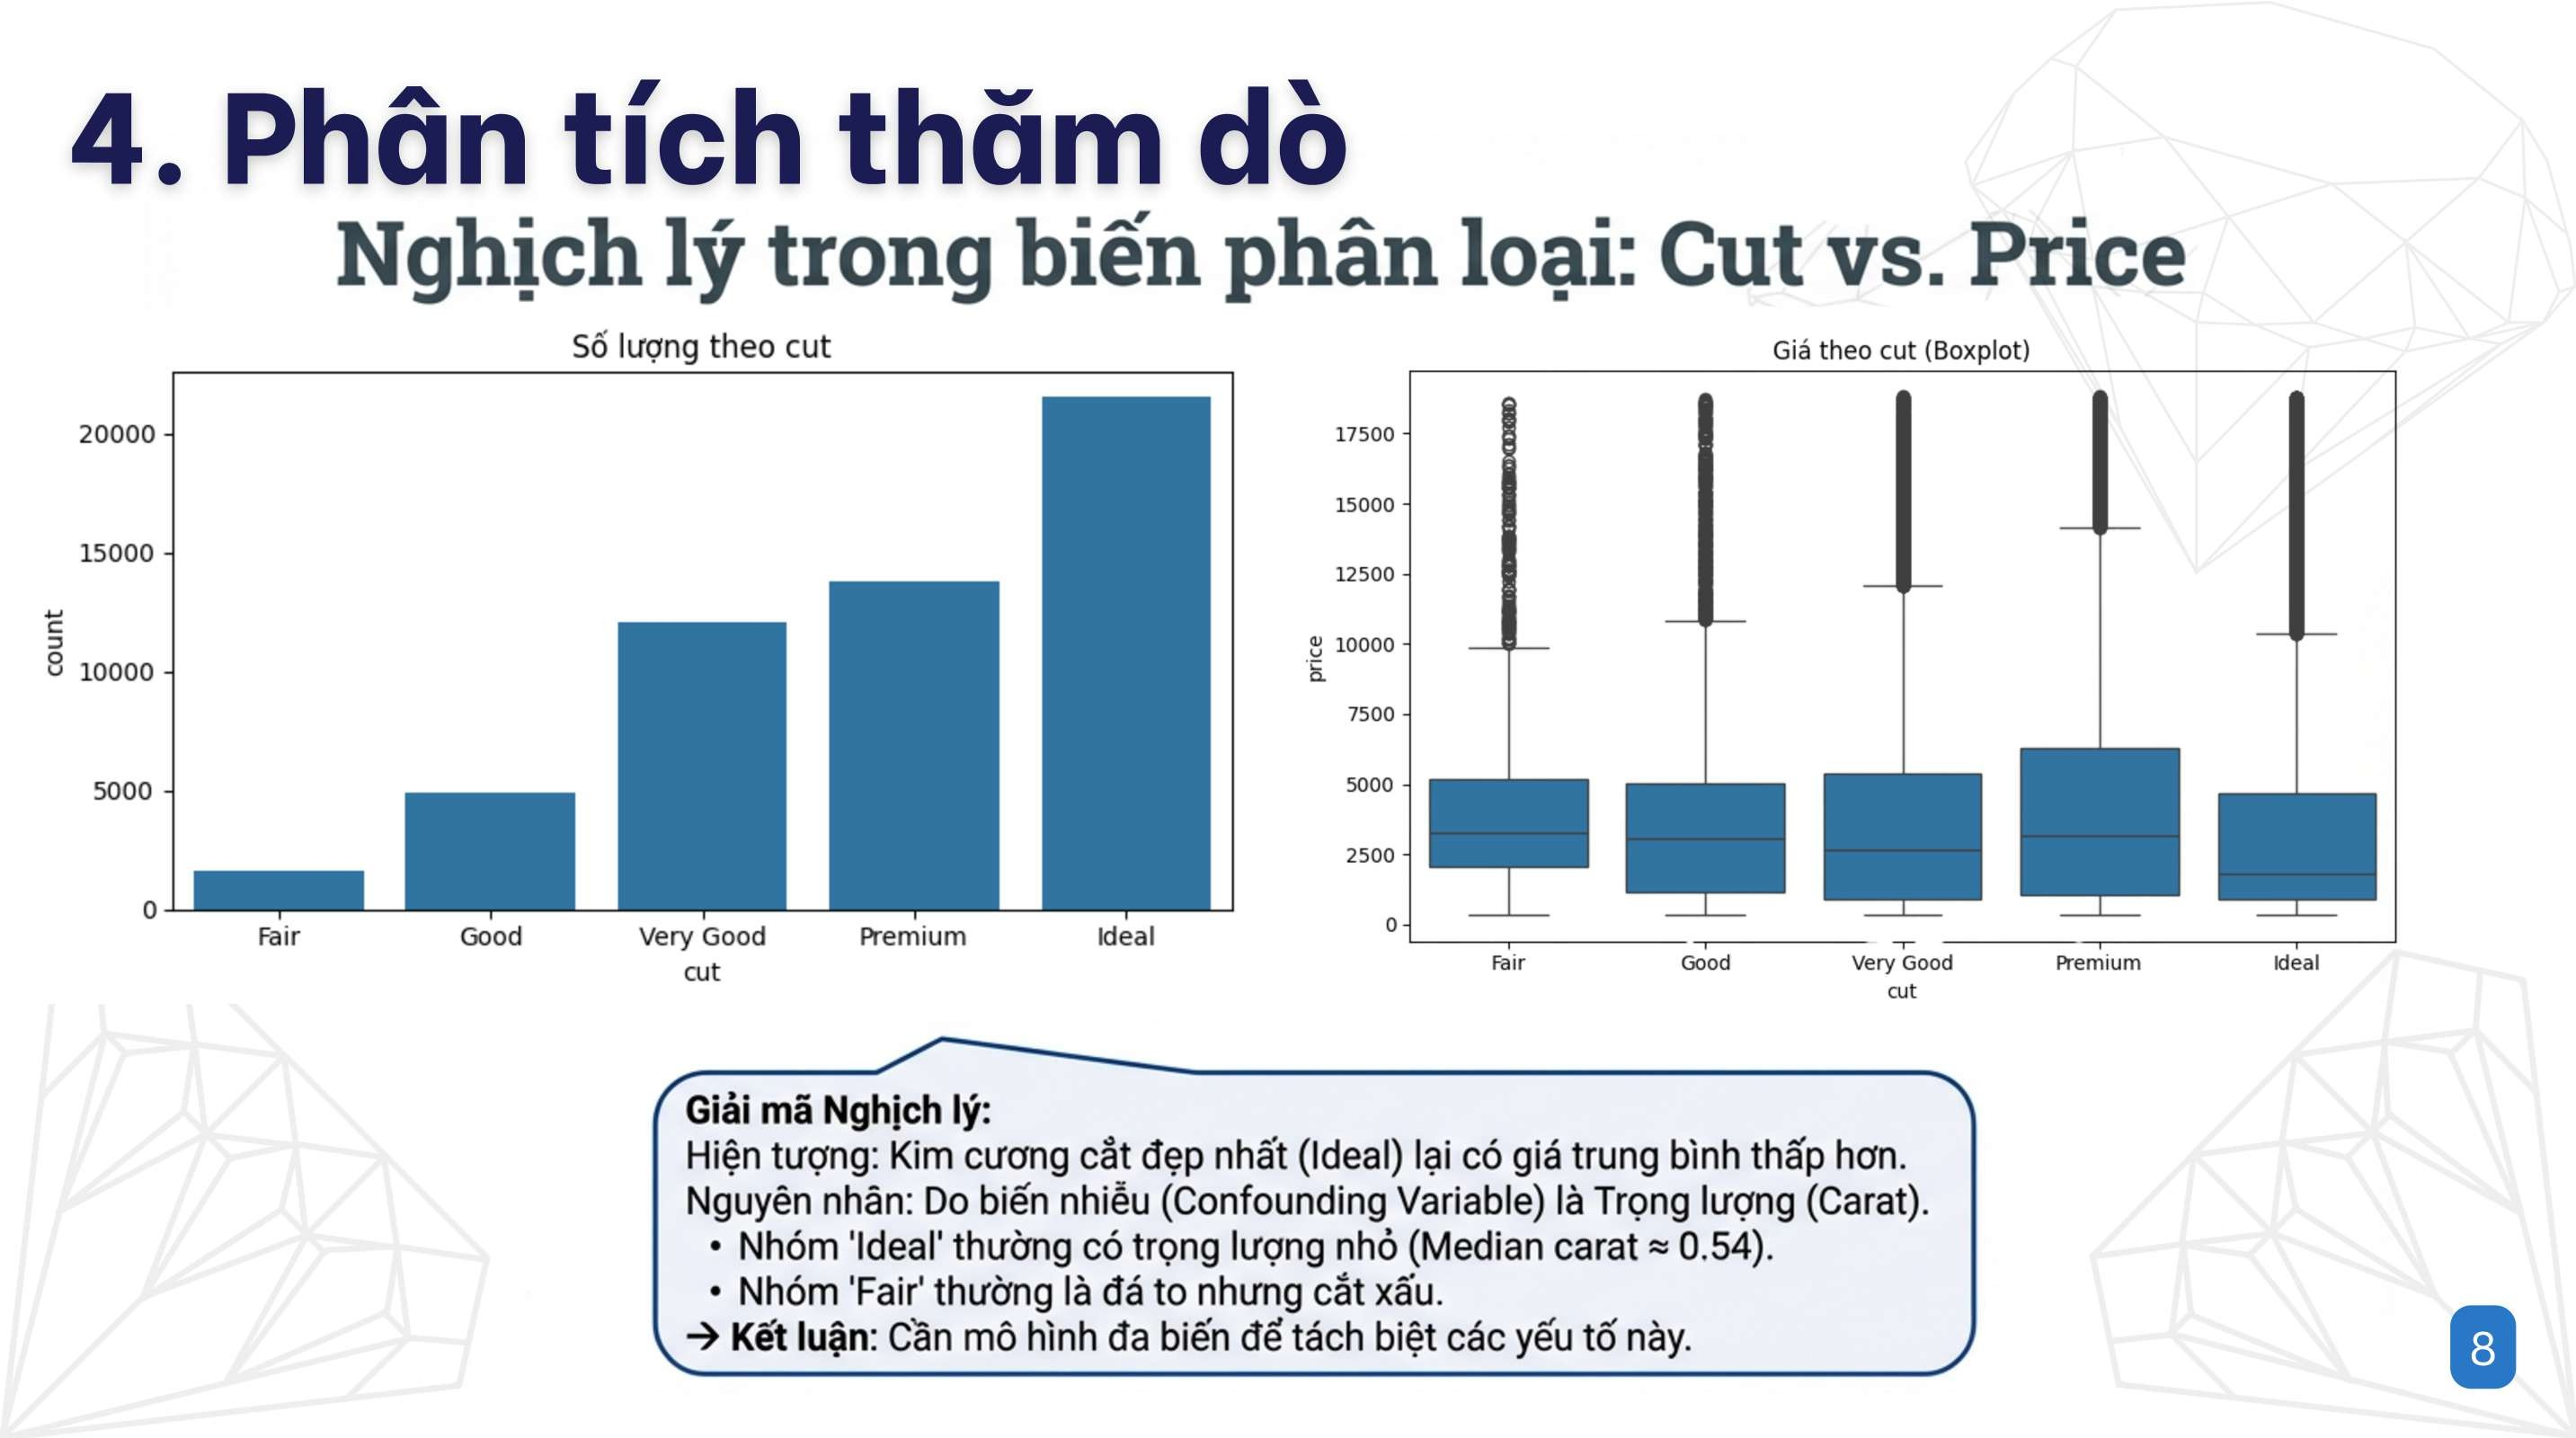 4. Phân tích thăm dò
Nghịch lý trong biến phân loại: Cut vs. Price
Số lượng theo cut
20000
15000
10000
5000
0
count
Fair Good Very Good Premium Ideal
cut
Giá theo cut (Boxplot)
17500
15000
12500
10000
7500
5000
2500
0
price
Fair Good Very Good Premium Ideal
cut
Giải mã Nghịch lý:
Hiện tượng: Kim cương cắt đẹp nhất (Ideal) lại có giá trung bình thấp hơn.
Nguyên nhân: Do biến nhiễu (Confounding Variable) là Trọng lượng (Carat).
• Nhóm 'Ideal' thường có trọng lượng nhỏ (Median carat ≈ 0.54).
• Nhóm 'Fair' thường là đá to nhưng cắt xấu.
→ Kết luận: Cần mô hình đa biến để tách biệt các yếu tố này.
8